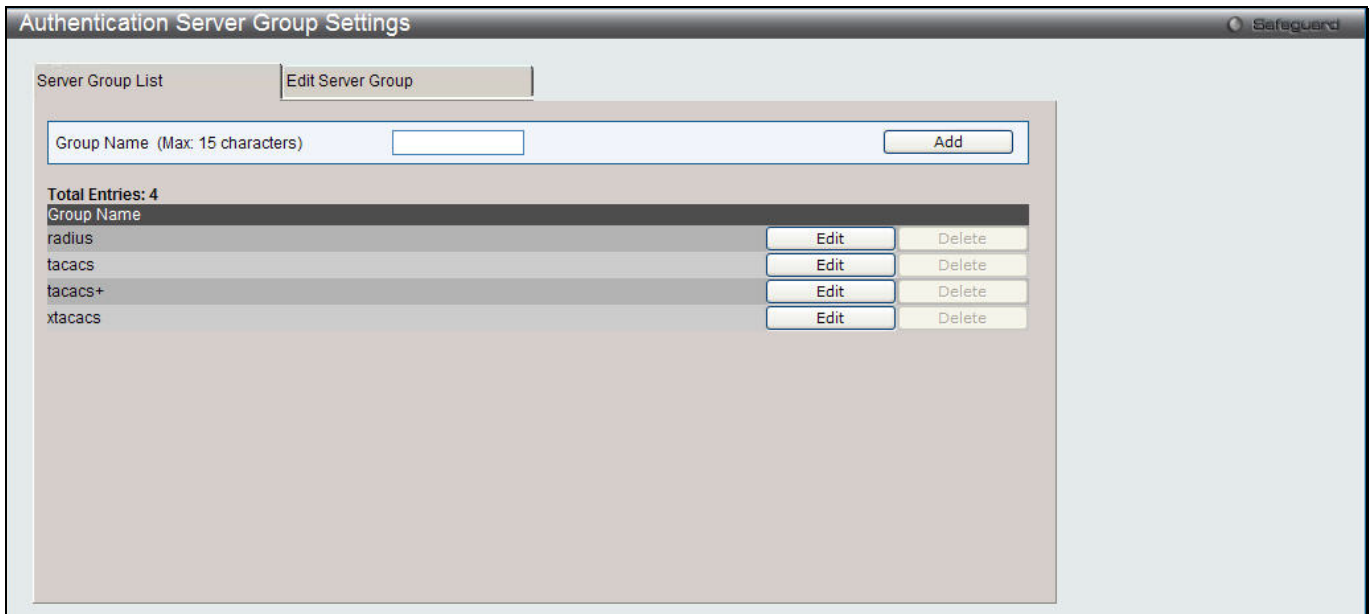 Authentication Server Group Settings
Safeguard
Server Group List
Edit Server Group
Group Name (Max: 15 characters)
Add
Total Entries: 4
Group Name
radius Edit Delete
tacacs Edit Delete
tacacs+ Edit Delete
xtacacs Edit Delete